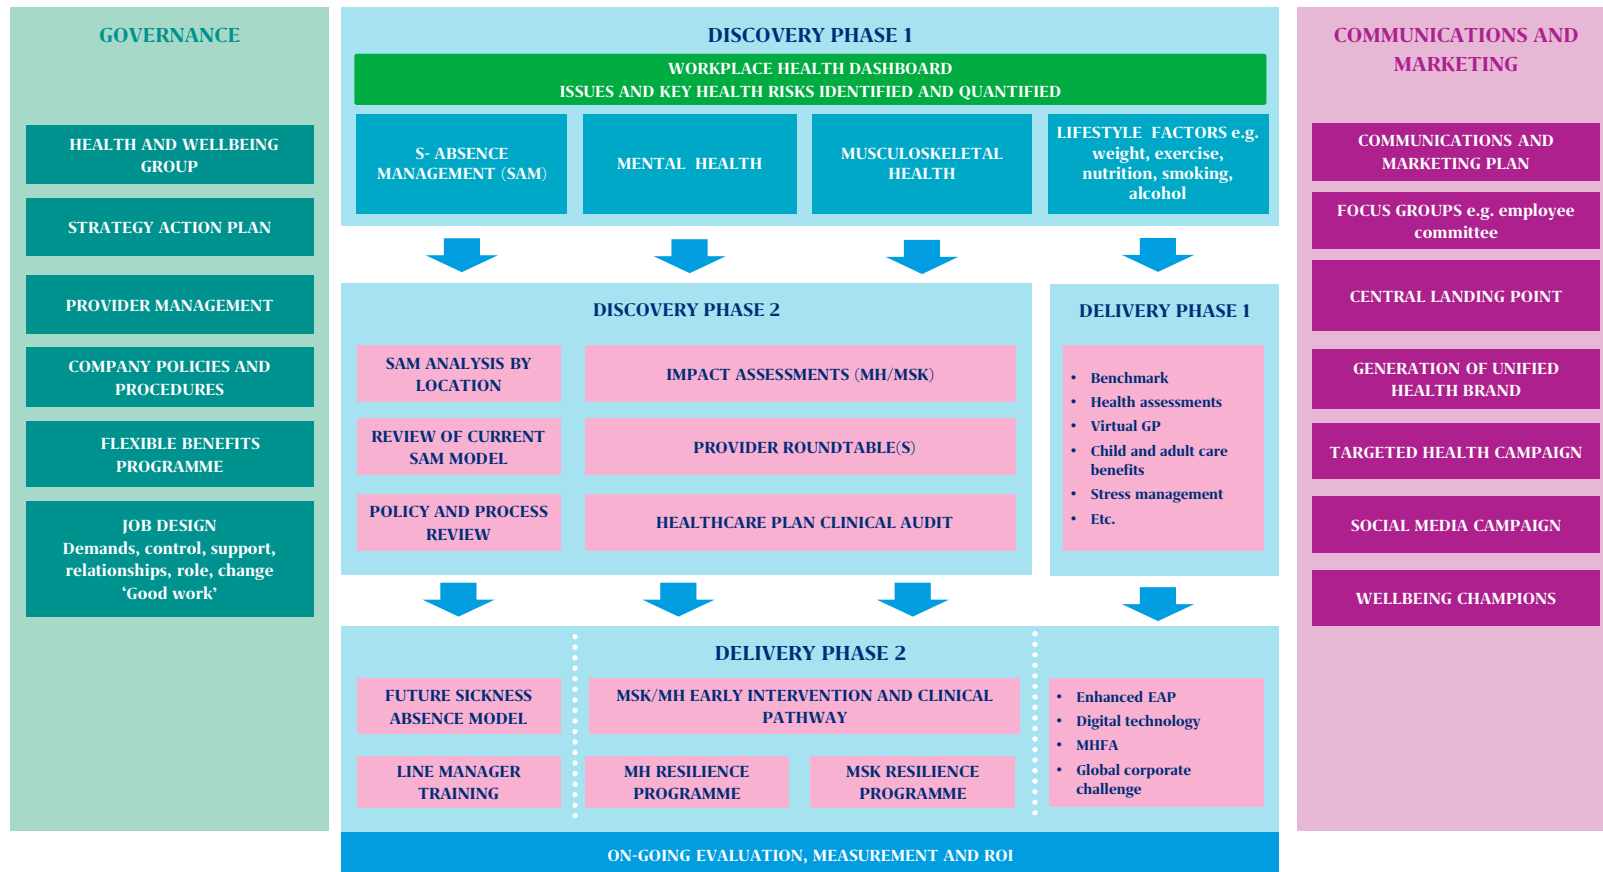 GOVERNANCE
HEALTH AND WELLBEING
GROUP
STRATEGY ACTION PLAN
PROVIDER MANAGEMENT
COMPANY POLICIES AND
PROCEDURES
FLEXIBLE BENEFITS
PROGRAMME
JOB DESIGN
Demands, control, support,
relationships, role, change
‘Good work’
DISCOVERY PHASE 1
WORKPLACE HEALTH DASHBOARD
ISSUES AND KEY HEALTH RISKS IDENTIFIED AND QUANTIFIED
S- ABSENCE
MANAGEMENT (SAM)
MENTAL HEALTH
MUSCULOSKELETAL
HEALTH
LIFESTYLE FACTORS e.g.
weight, exercise,
nutrition, smoking,
alcohol
DISCOVERY PHASE 2
SAM ANALYSIS BY
LOCATION
IMPACT ASSESSMENTS (MH/MSK)
REVIEW OF CURRENT
SAM MODEL
PROVIDER ROUNDTABLE(S)
POLICY AND PROCESS
REVIEW
HEALTHCARE PLAN CLINICAL AUDIT
DELIVERY PHASE 1
• Benchmark
• Health assessments
• Virtual GP
• Child and adult care
benefits
• Stress management
• Etc.
DELIVERY PHASE 2
FUTURE SICKNESS
ABSENCE MODEL
MSK/MH EARLY INTERVENTION AND CLINICAL
PATHWAY
LINE MANAGER
TRAINING
MH RESILIENCE
PROGRAMME
MSK RESILIENCE
PROGRAMME
• Enhanced EAP
• Digital technology
• MHFA
• Global corporate
challenge
ON-GOING EVALUATION, MEASUREMENT AND ROI
COMMUNICATIONS AND
MARKETING
COMMUNICATIONS AND
MARKETING PLAN
FOCUS GROUPS e.g. employee
committee
CENTRAL LANDING POINT
GENERATION OF UNIFIED
HEALTH BRAND
TARGETED HEALTH CAMPAIGN
SOCIAL MEDIA CAMPAIGN
WELLBEING CHAMPIONS